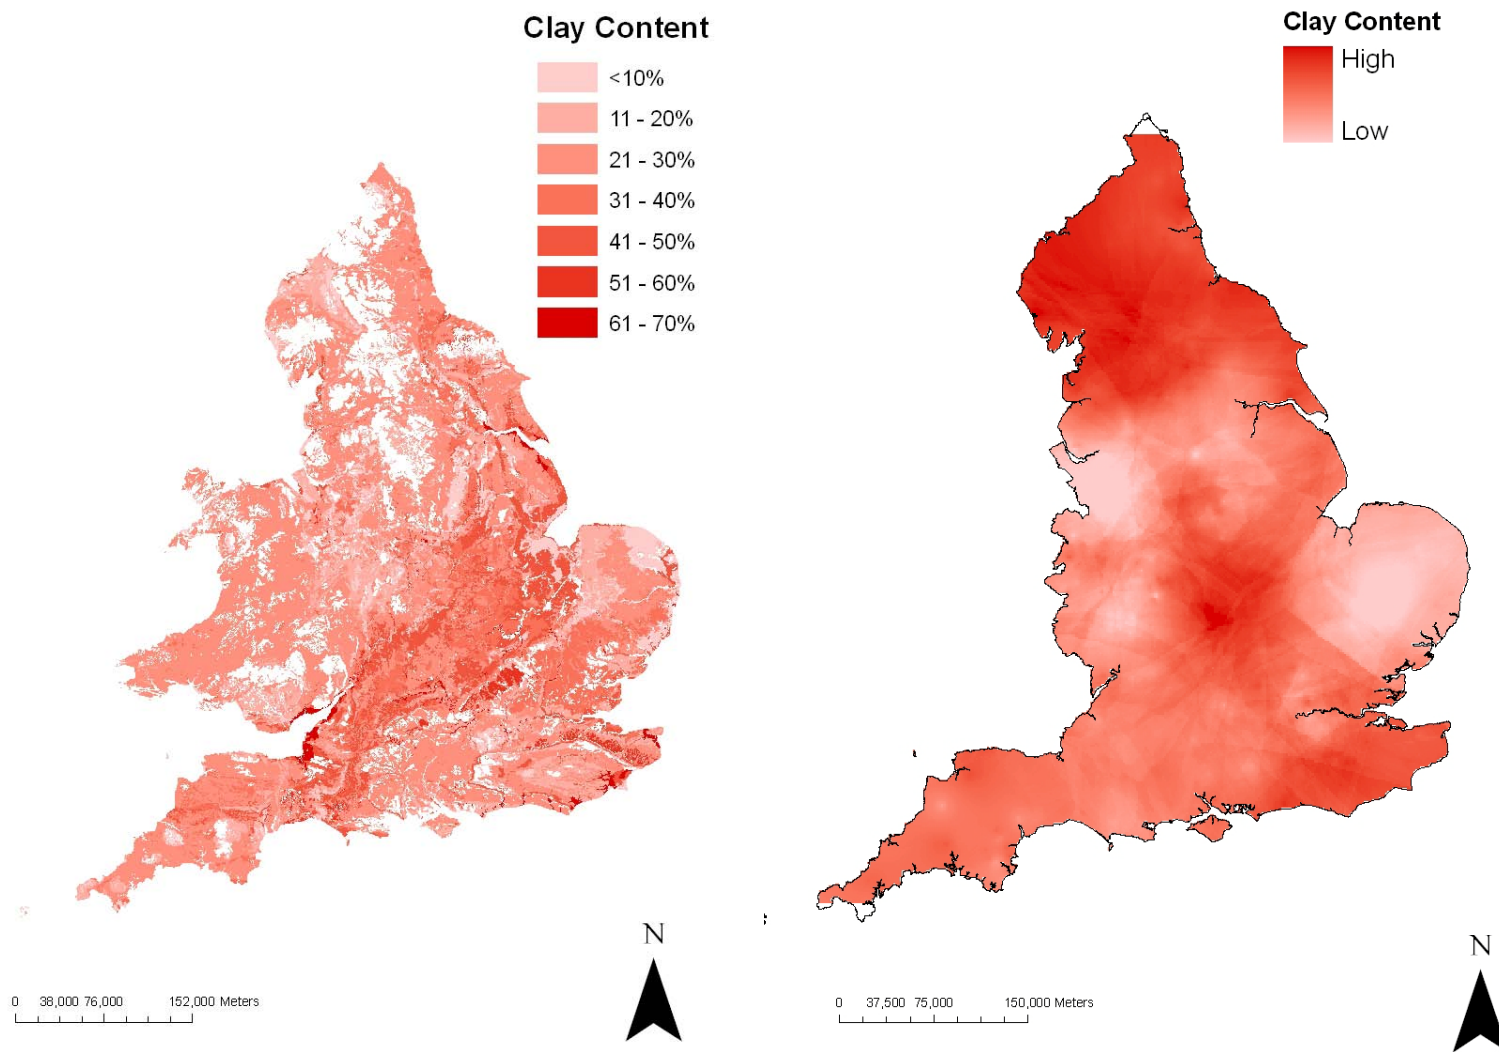 Clay Content
<10%
11 - 20%
21 - 30%
31 - 40%
41 - 50%
51 - 60%
61 - 70%
N
0 38,000 76,000 152,000 Meters
Clay Content
High
Low
N
0 37,500 75,000 150,000 Meters